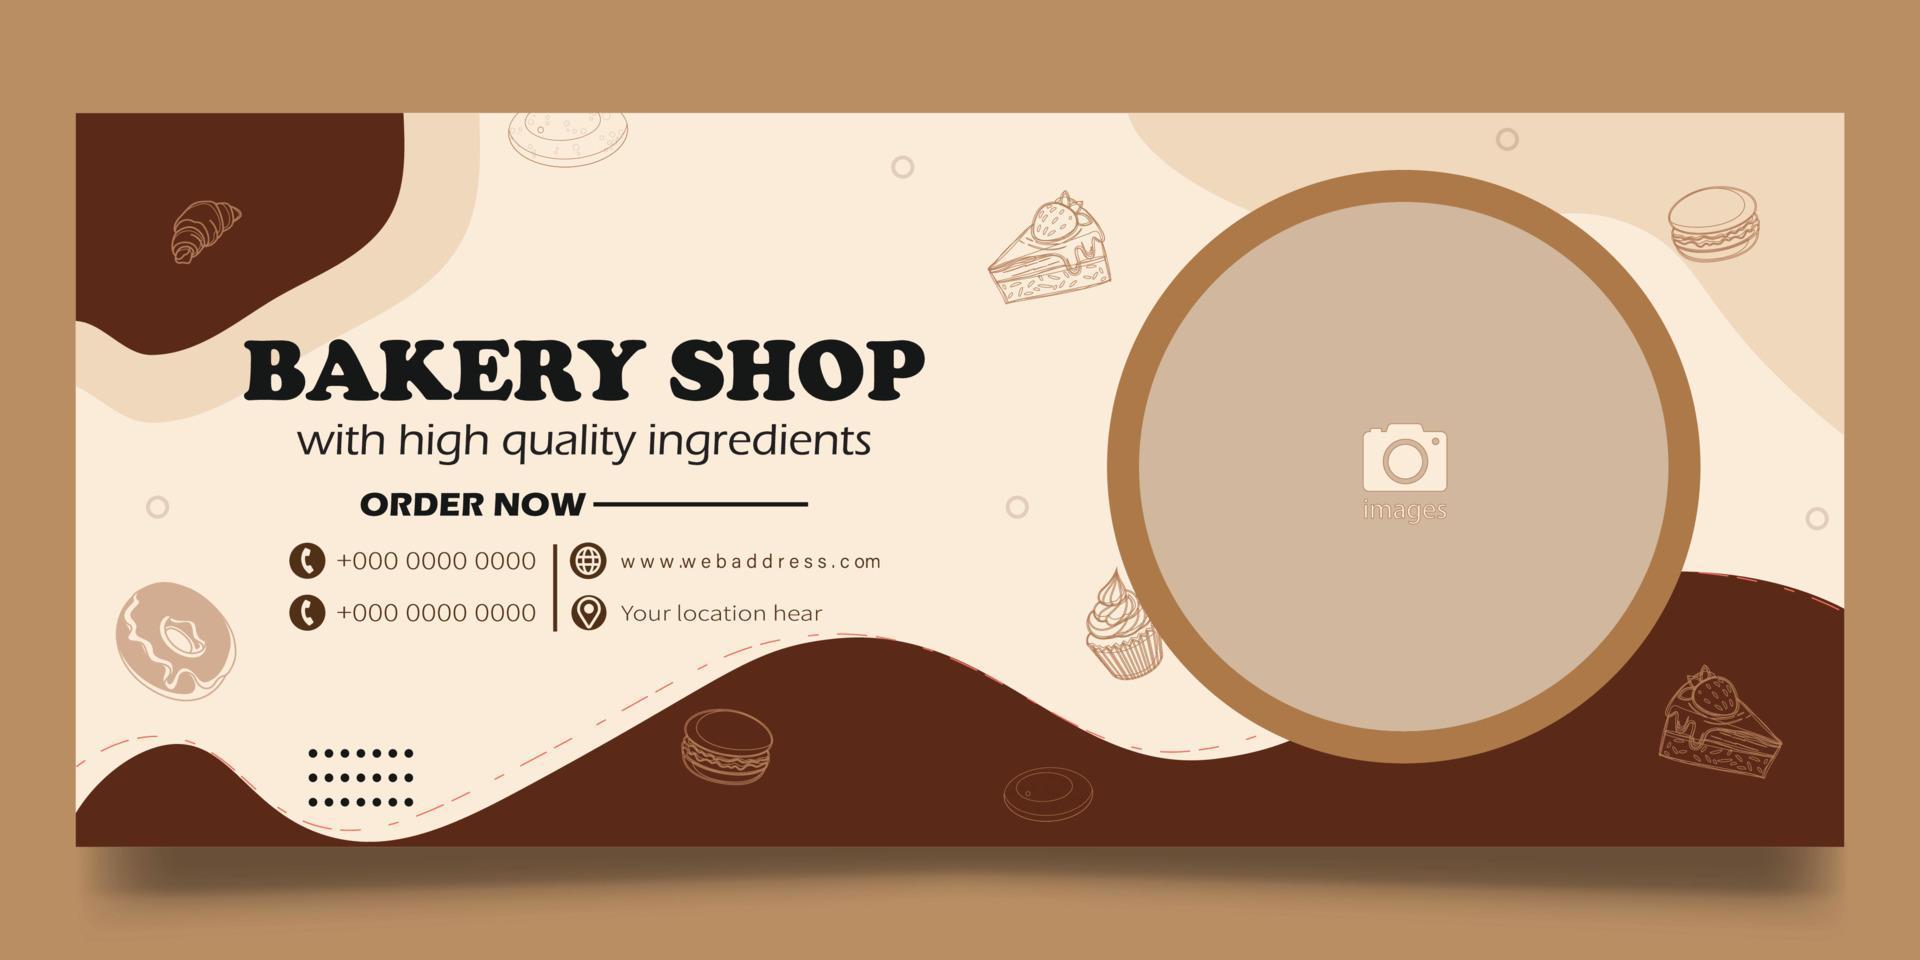 BAKERY SHOP
with high quality ingredients
ORDER NOW
+000 0000 0000
www.webaddress.com
+000 0000 0000
Your location hear
images